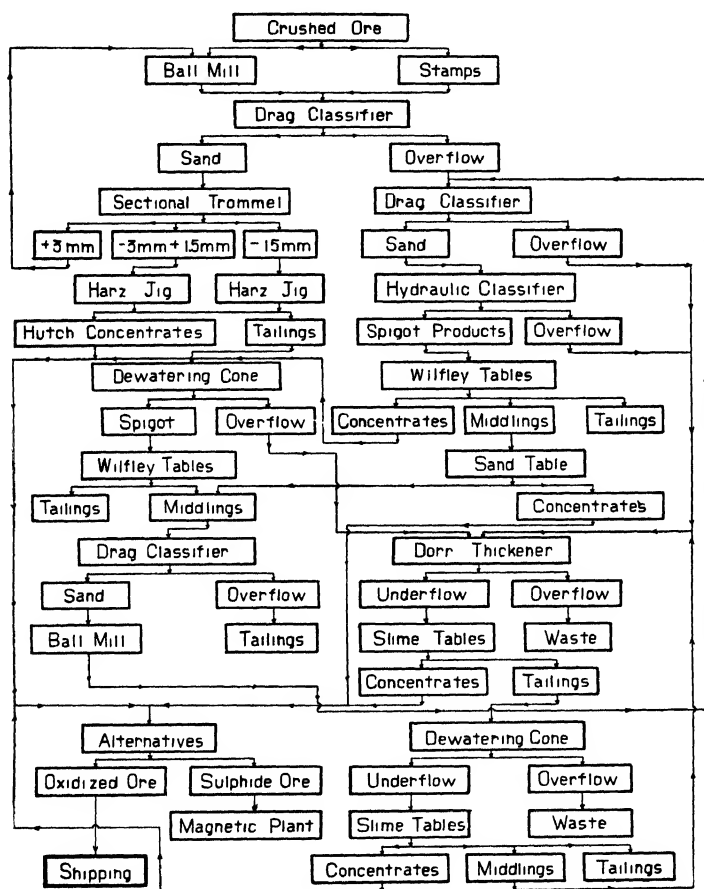 Crushed Ore
Ball Mill Stamps
Drag Classifier
Sand Overflow
Sectional Trommel Drag Classifier
+3mm -3mm+1.5mm -15mm Sand Overflow
Harz Jig Harz Jig Hydraulic Classifier
Hutch Concentrates Tailings Spigot Products Overflow
Dewatering Cone Wilfley Tables
Spigot Overflow Concentrates Middlings Tailings
Wilfley Tables Sand Table
Tailings Middlings Concentrates
Drag Classifier Dorr Thickener
Sand Overflow Underflow Overflow
Ball Mill Tailings Slime Tables Waste
Concentrates Tailings
Alternatives Dewatering Cone
Oxidized Ore Sulphide Ore Underflow Overflow
Magnetic Plant Slime Tables Waste
Shipping Concentrates Middlings Tailings